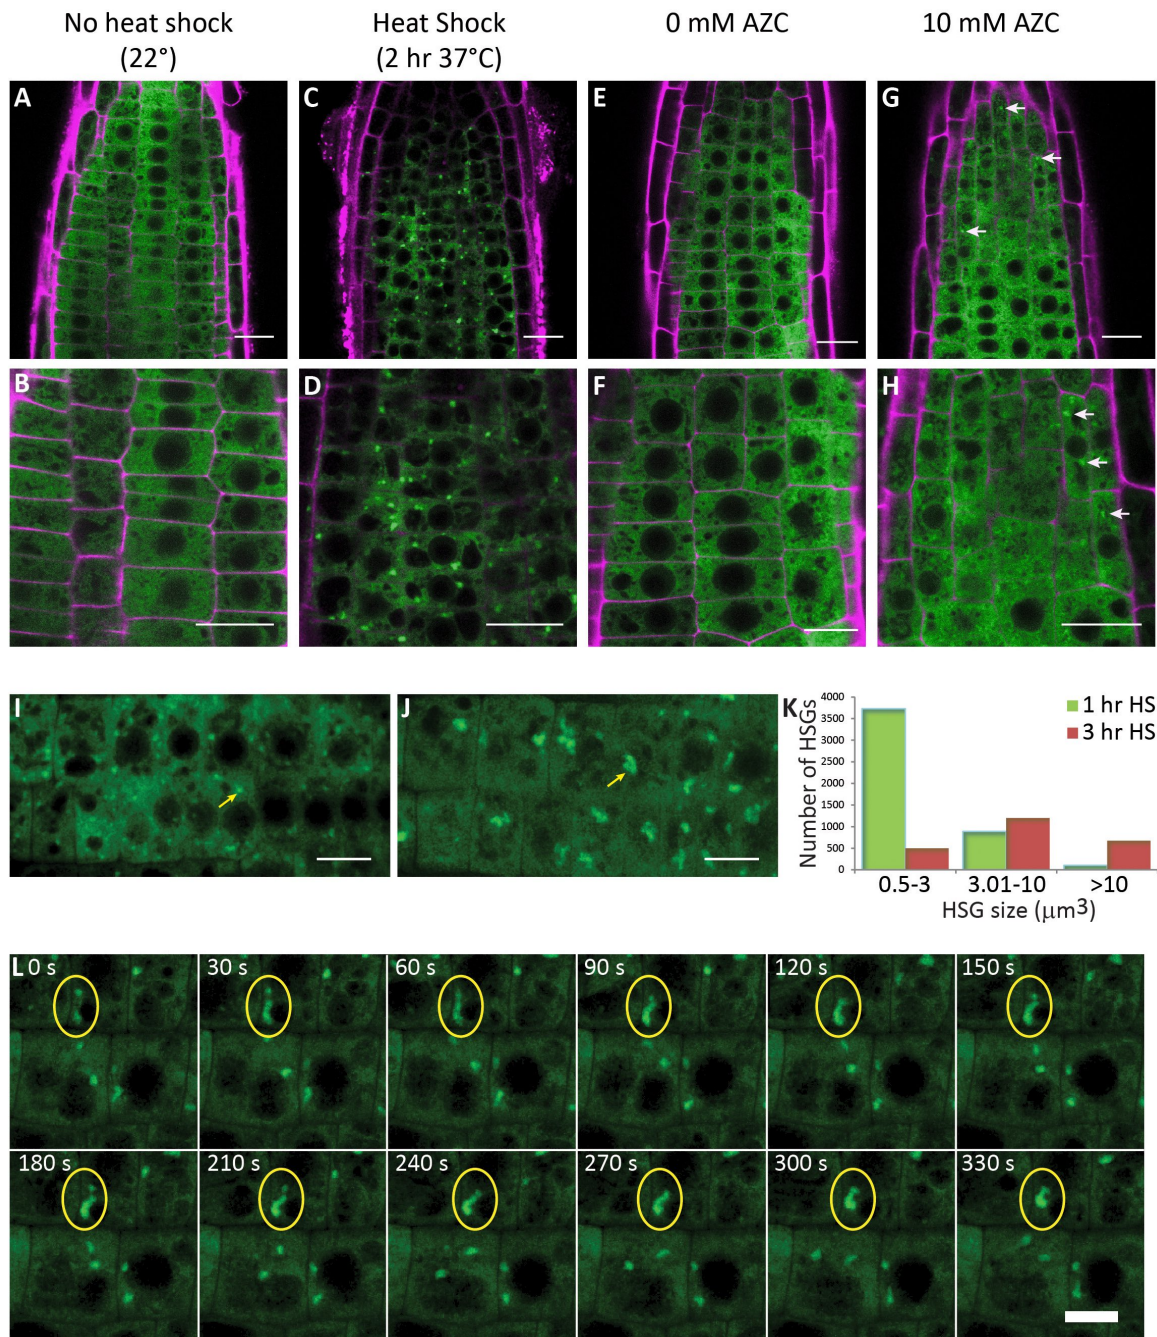 No heat shock
(22°)
Heat Shock
(2 hr 37°C)
0 mM AZC
10 mM AZC
A
C
E
G
B
D
F
H
I
J
K
Number of HSGs
4000
3500
3000
2500
2000
1500
1000
500
0
1 hr HS
3 hr HS
0.5-3
3.01-10
>10
HSG size (µm3)
L 0 s
30 s
60 s
90 s
120 s
150 s
180 s
210 s
240 s
270 s
300 s
330 s